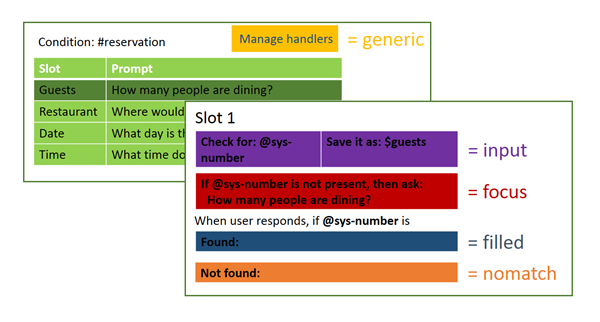 Condition: #reservation
Manage handlers
= generic
Slot Prompt
Guests How many people are dining?
Restaurant Where would
Date What day is th
Time What time do
Slot 1
Check for: @sys-
number
Save it as: $guests
= input
If @sys-number is not present, then ask:
How many people are dining?
= focus
When user responds, if @sys-number is
Found:
= filled
Not found:
= nomatch